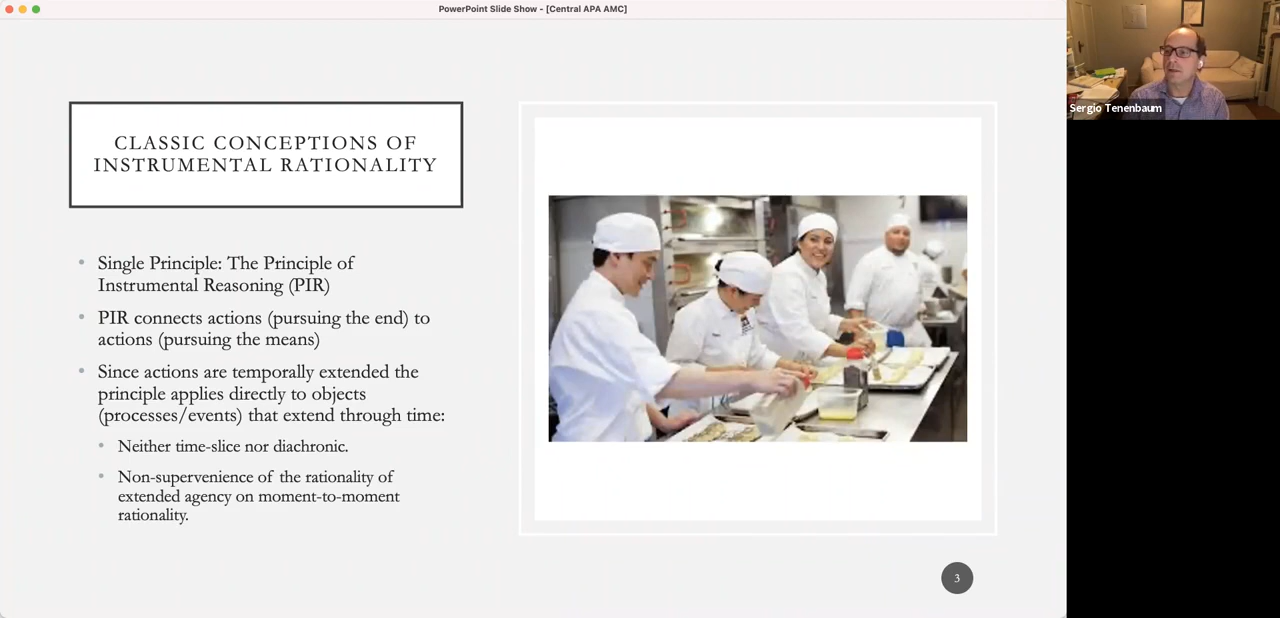 PowerPoint Slide Show - [Central APA AMC]
CLASSIC CONCEPTIONS OF
INSTRUMENTAL RATIONALITY
• Single Principle: The Principle of
Instrumental Reasoning (PIR)
• PIR connects actions (pursuing the end) to
actions (pursuing the means)
• Since actions are temporally extended the
principle applies directly to objects
(processes/events) that extend through time:
• Neither time-slice nor diachronic.
• Non-supervenience of the rationality of
extended agency on moment-to-moment
rationality.
3
Sergio Tenenbaum